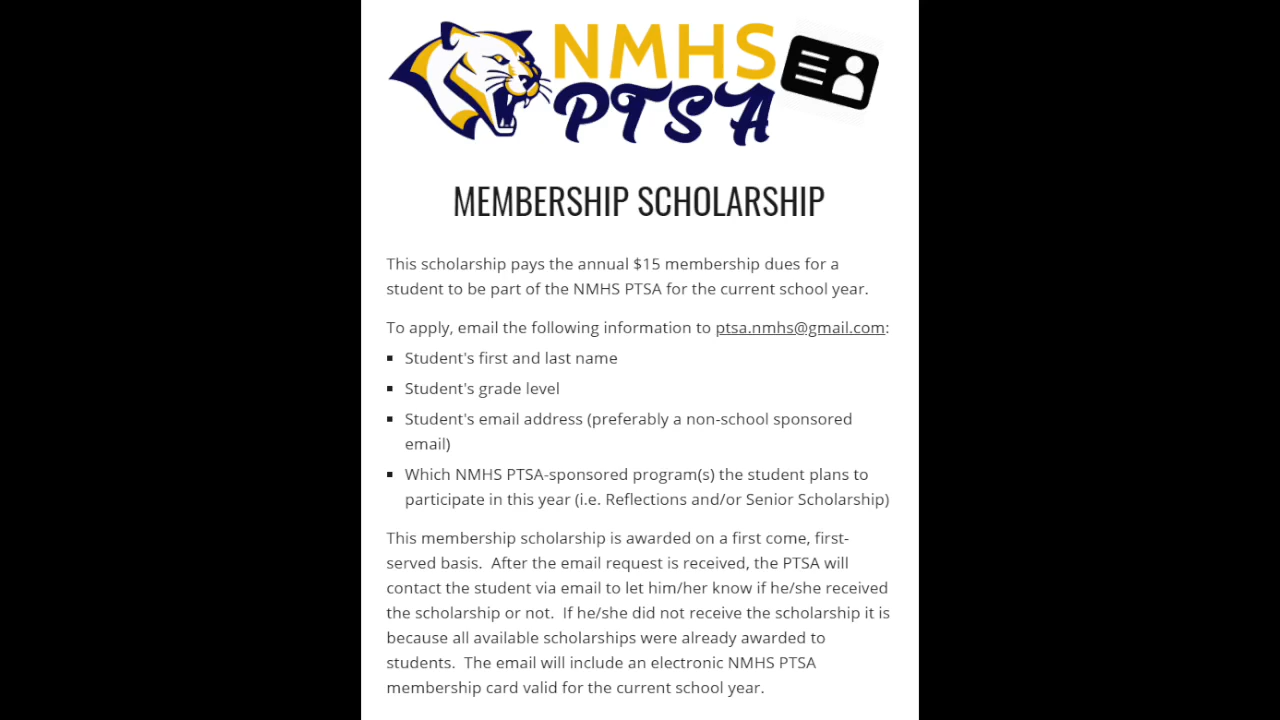 NMHS
PTSA
MEMBERSHIP SCHOLARSHIP
This scholarship pays the annual $15 membership dues for a
student to be part of the NMHS PTSA for the current school year.
To apply, email the following information to ptsa.nmhs@gmail.com:
▪ Student's first and last name
▪ Student's grade level
▪ Student's email address (preferably a non-school sponsored
email)
▪ Which NMHS PTSA-sponsored program(s) the student plans to
participate in this year (i.e. Reflections and/or Senior Scholarship)
This membership scholarship is awarded on a first come, first-
served basis.  After the email request is received, the PTSA will
contact the student via email to let him/her know if he/she received
the scholarship or not.  If he/she did not receive the scholarship it is
because all available scholarships were already awarded to
students.  The email will include an electronic NMHS PTSA
membership card valid for the current school year.